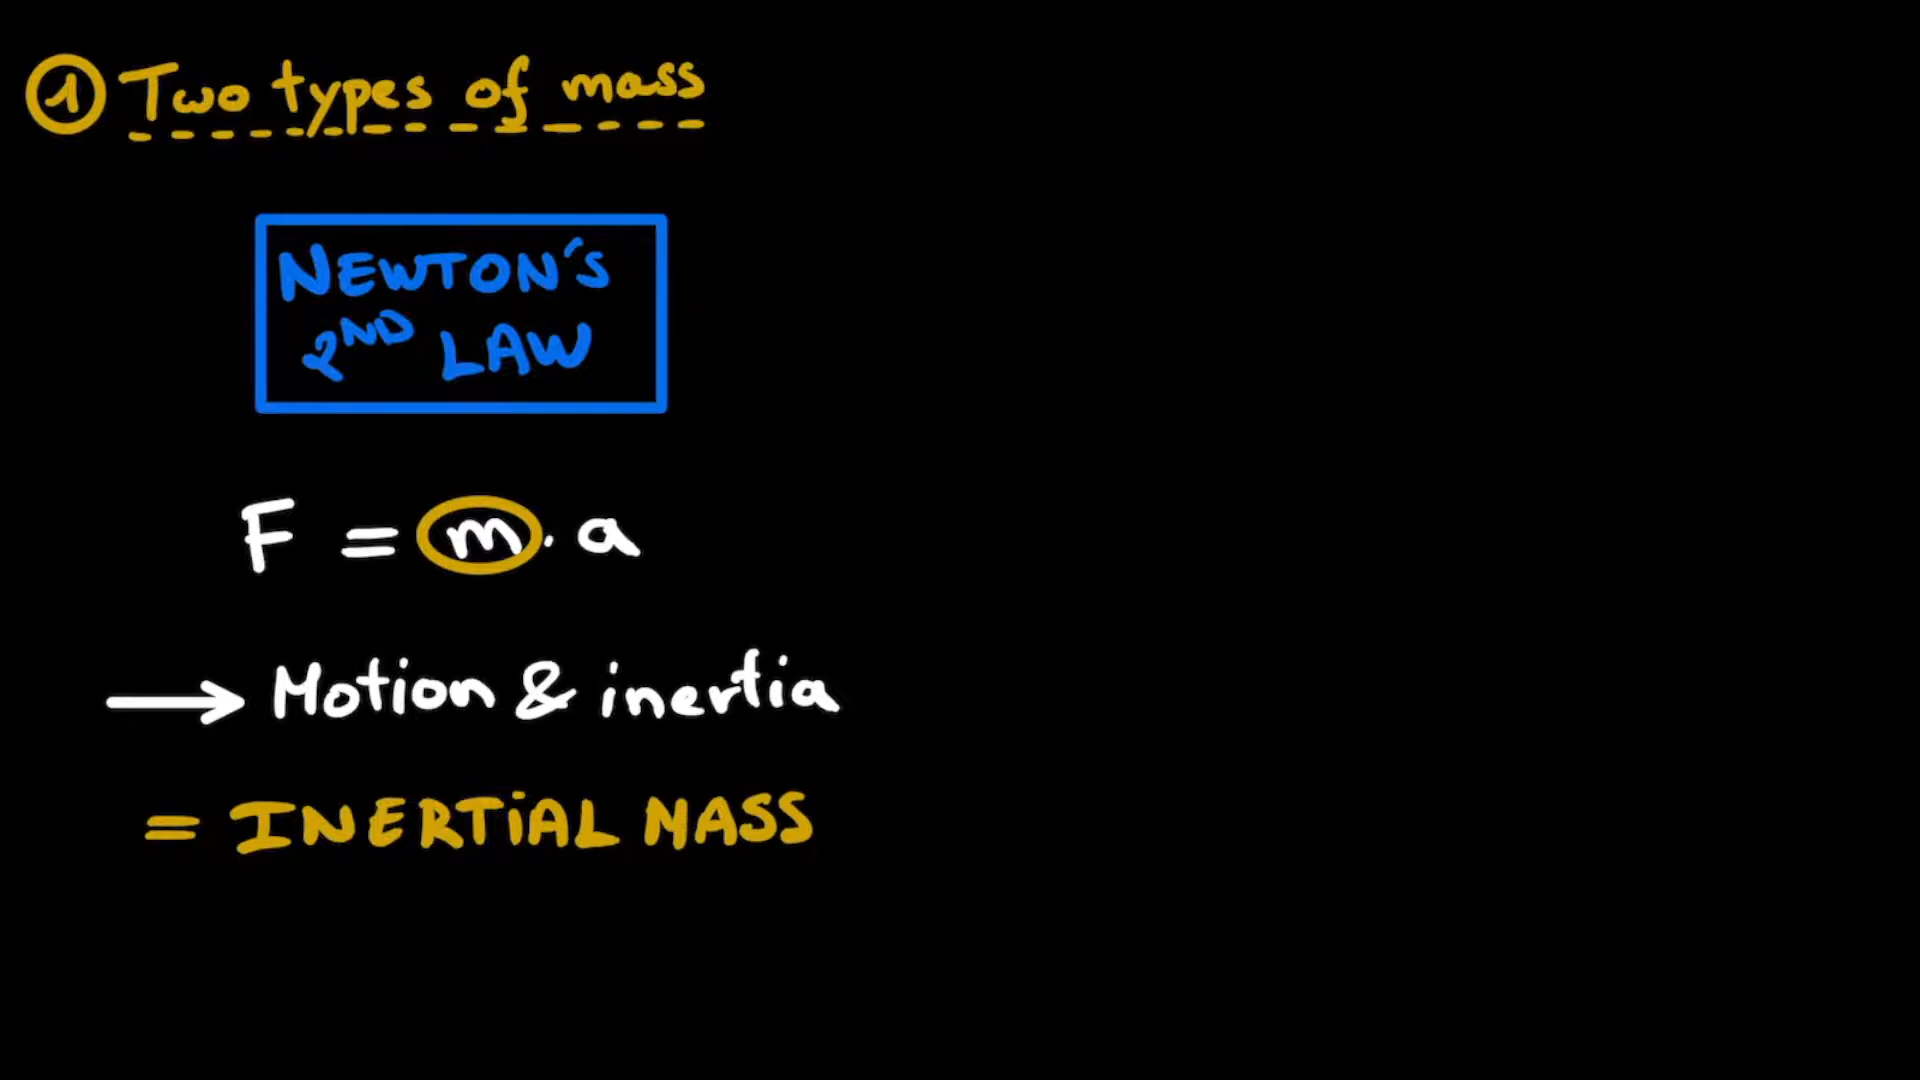 1 Two types of mass
NEWTON'S
2ND LAW
F = m . a
→ Motion & inertia
= INERTIAL MASS